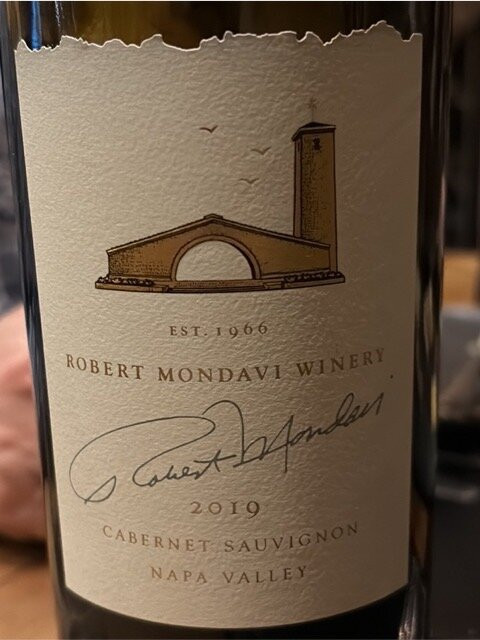 EST. 1966
ROBERT MONDAVI WINERY
Robert Mondavi
2019
CABERNET SAUVIGNON
NAPA VALLEY